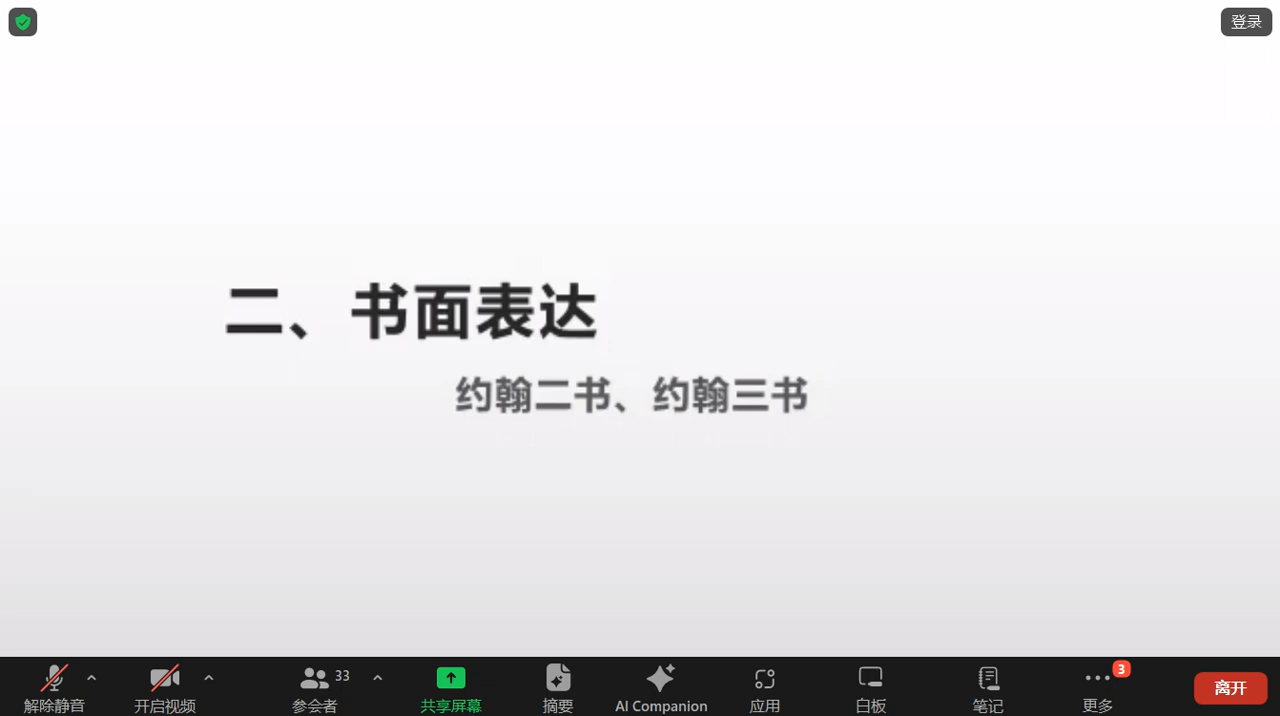 登录
二、书面表达
约翰二书、约翰三书
解除静音
开启视频
33
参会者
共享屏幕
摘要
AI Companion
应用
白板
笔记
3
更多
离开